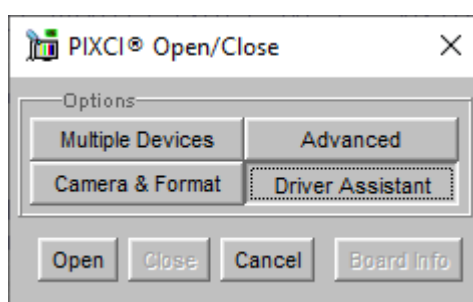 PIXCI® Open/Close
Options
Multiple Devices Advanced
Camera & Format Driver Assistant
Open Close Cancel Board Info